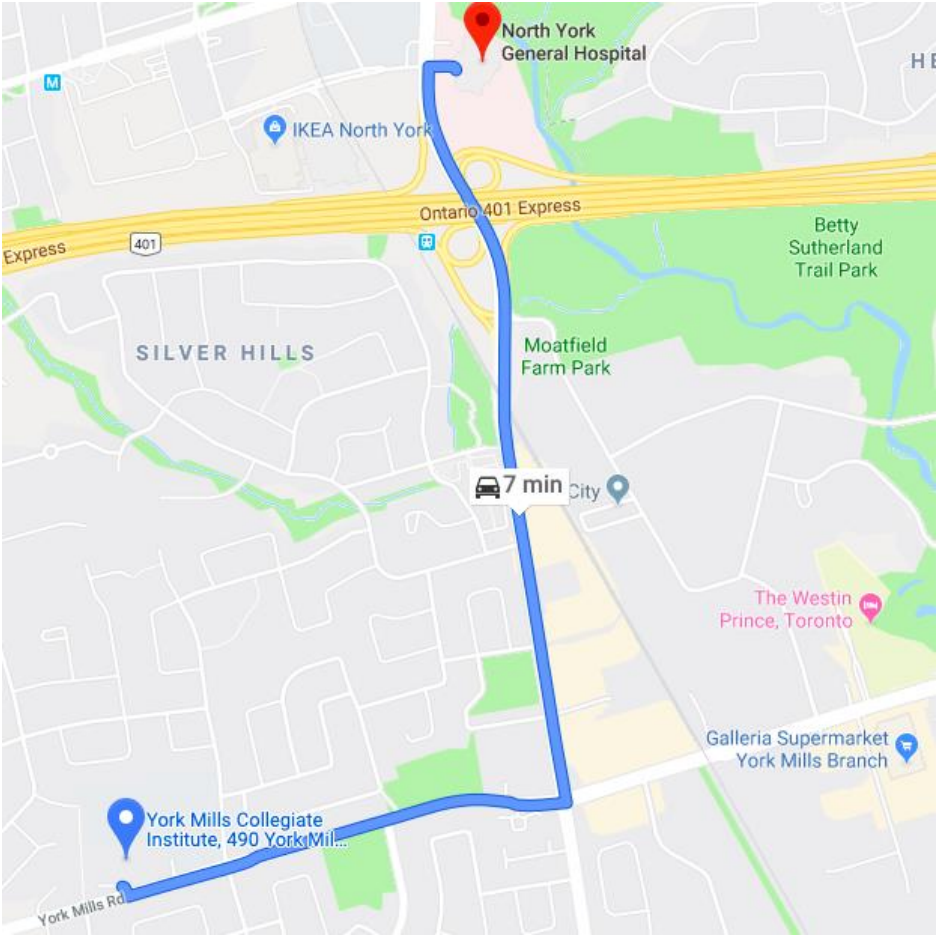 North York
General Hospital
HE
M
IKEA North York
Ontario 401 Express
Express
401
Betty
Sutherland
Trail Park
SILVER HILLS
Moatfield
Farm Park
7 min
City
The Westin
Prince, Toronto
Galleria Supermarket
York Mills Branch
York Mills Collegiate
Institute, 490 York Mil...
York Mills Rd